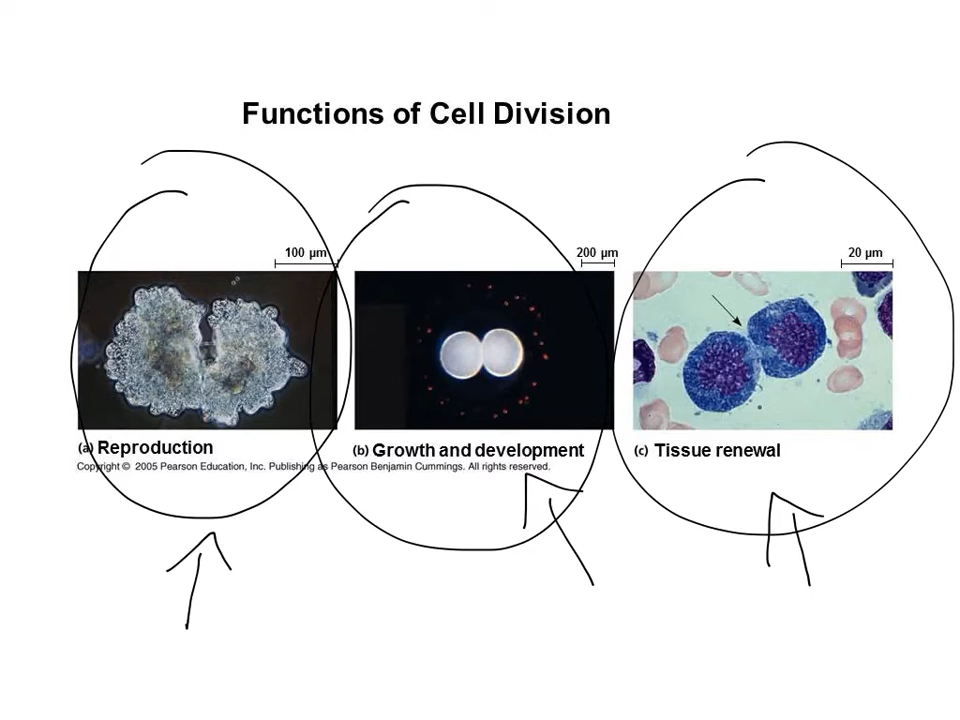 Functions of Cell Division
100 µm
200 µm
20 µm
(a) Reproduction
(b) Growth and development
(c) Tissue renewal
Copyright © 2005 Pearson Education, Inc. Publishing as Pearson Benjamin Cummings. All rights reserved.